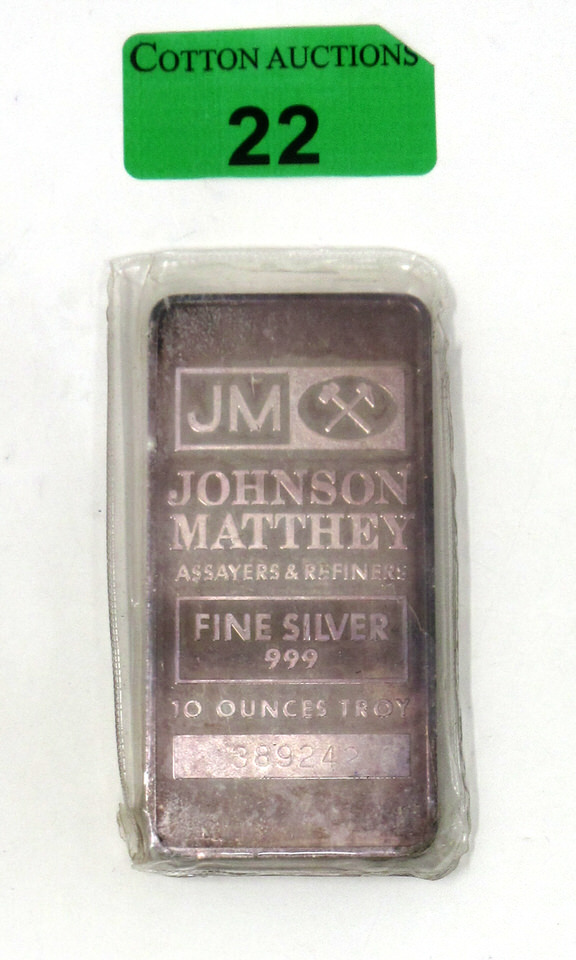 COTTON AUCTIONS
22
JM
JOHNSON
MATTHEY
ASSAYERS & REFINERS
FINE SILVER
999
10 OUNCES TROY